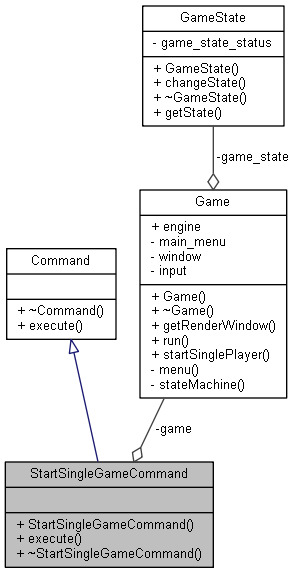 GameState
- game_state_status
+ GameState()
+ changeState()
+ ~GameState()
+ getState()
-game_state
Game
+ engine
- main_menu
- window
- input
+ Game()
+ ~Game()
+ getRenderWindow()
+ run()
+ startSinglePlayer()
- menu()
- stateMachine()
Command
+ ~Command()
+ execute()
-game
StartSingleGameCommand
+ StartSingleGameCommand()
+ execute()
+ ~StartSingleGameCommand()